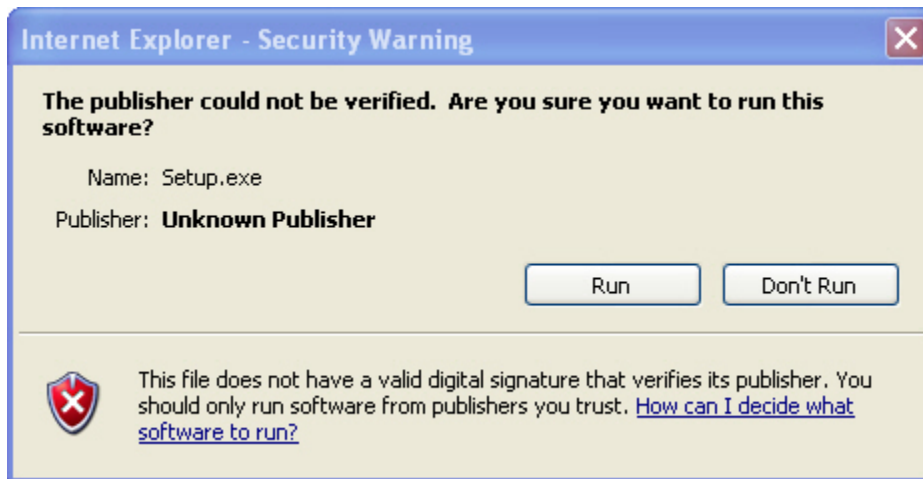 Internet Explorer - Security Warning
The publisher could not be verified.  Are you sure you want to run this
software?
Name: Setup.exe
Publisher: Unknown Publisher
Run Don't Run
This file does not have a valid digital signature that verifies its publisher. You
should only run software from publishers you trust. How can I decide what
software to run?